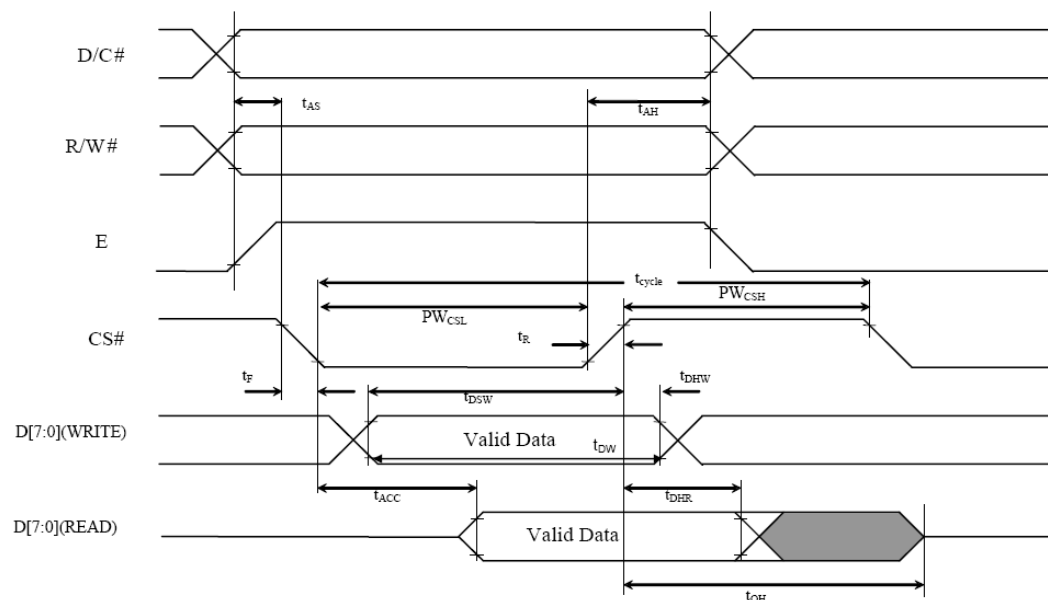 D/C#
tAS
tAH
R/W#
E
tcycle
PWCSL
PWCSH
CS#
tR
tF
tDSW
tDHW
D[7:0](WRITE)
Valid Data
tDW
tACC
tDHR
D[7:0](READ)
Valid Data
tOH